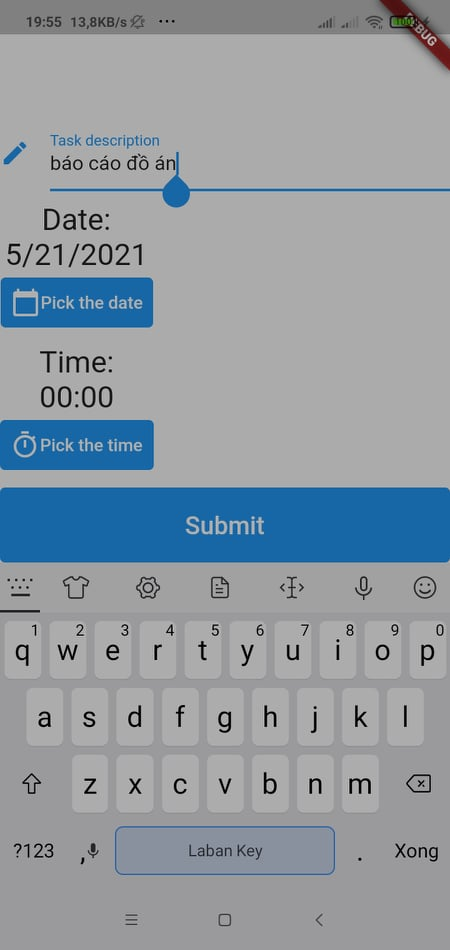 19:55 13,8KB/s ...
DEBUG
Task description
báo cáo đồ án
Date:
5/21/2021
Pick the date
Time:
00:00
Pick the time
Submit
1 2 3 4 5 6 7 8 9 0
q w e r t y u i o p
a s d f g h j k l
z x c v b n m
?123 , Laban Key . Xong